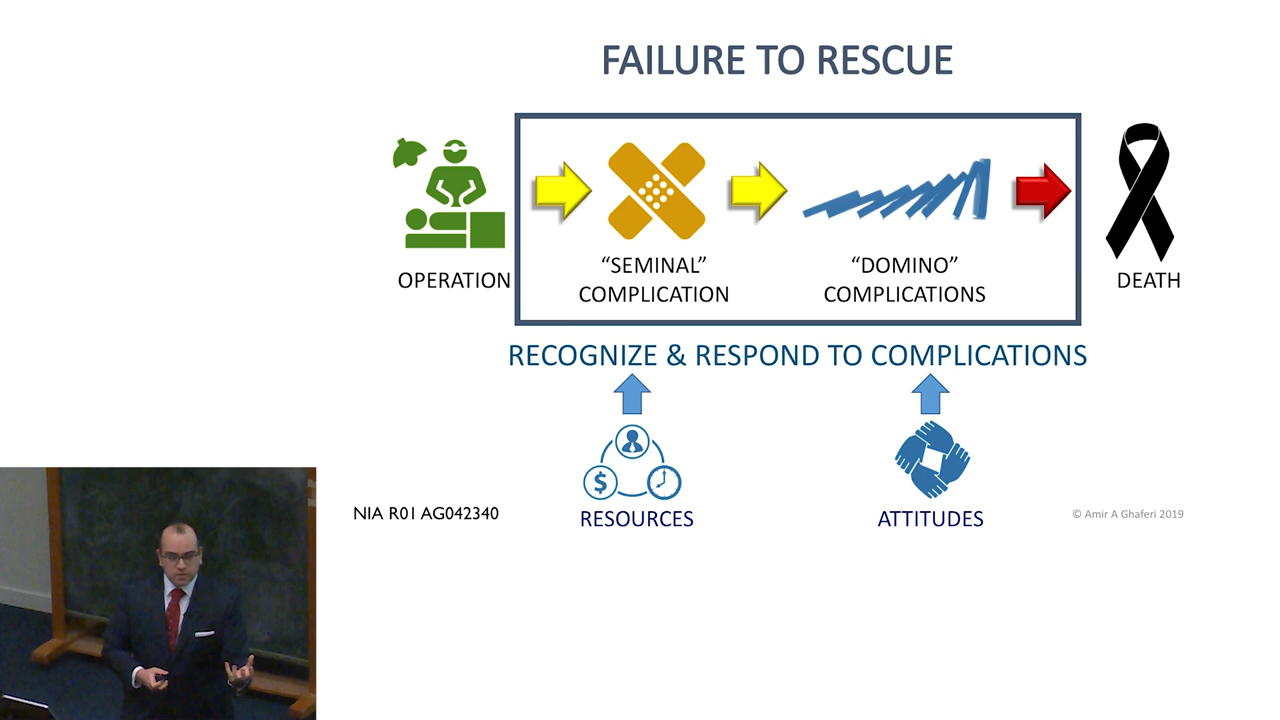 FAILURE TO RESCUE
OPERATION
“SEMINAL”
COMPLICATION
“DOMINO”
COMPLICATIONS
DEATH
RECOGNIZE & RESPOND TO COMPLICATIONS
$
RESOURCES
ATTITUDES
NIA R01 AG042340
© Amir A Ghaferi 2019